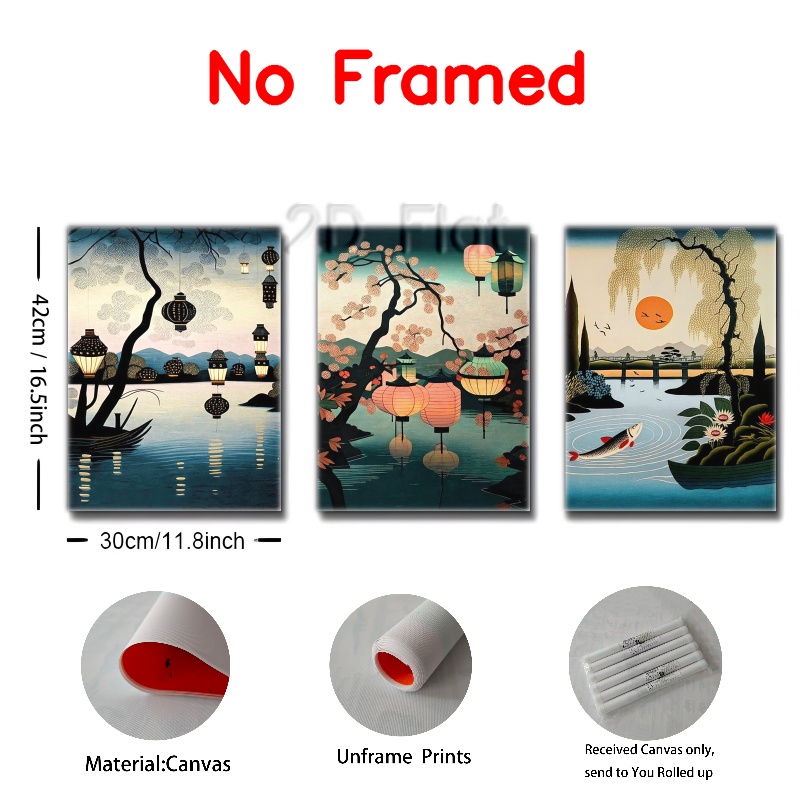 No Framed
2D Flat
42cm / 16.5inch
30cm/11.8inch
Material:Canvas
Unframe Prints
Received Canvas only,
send to You Rolled up